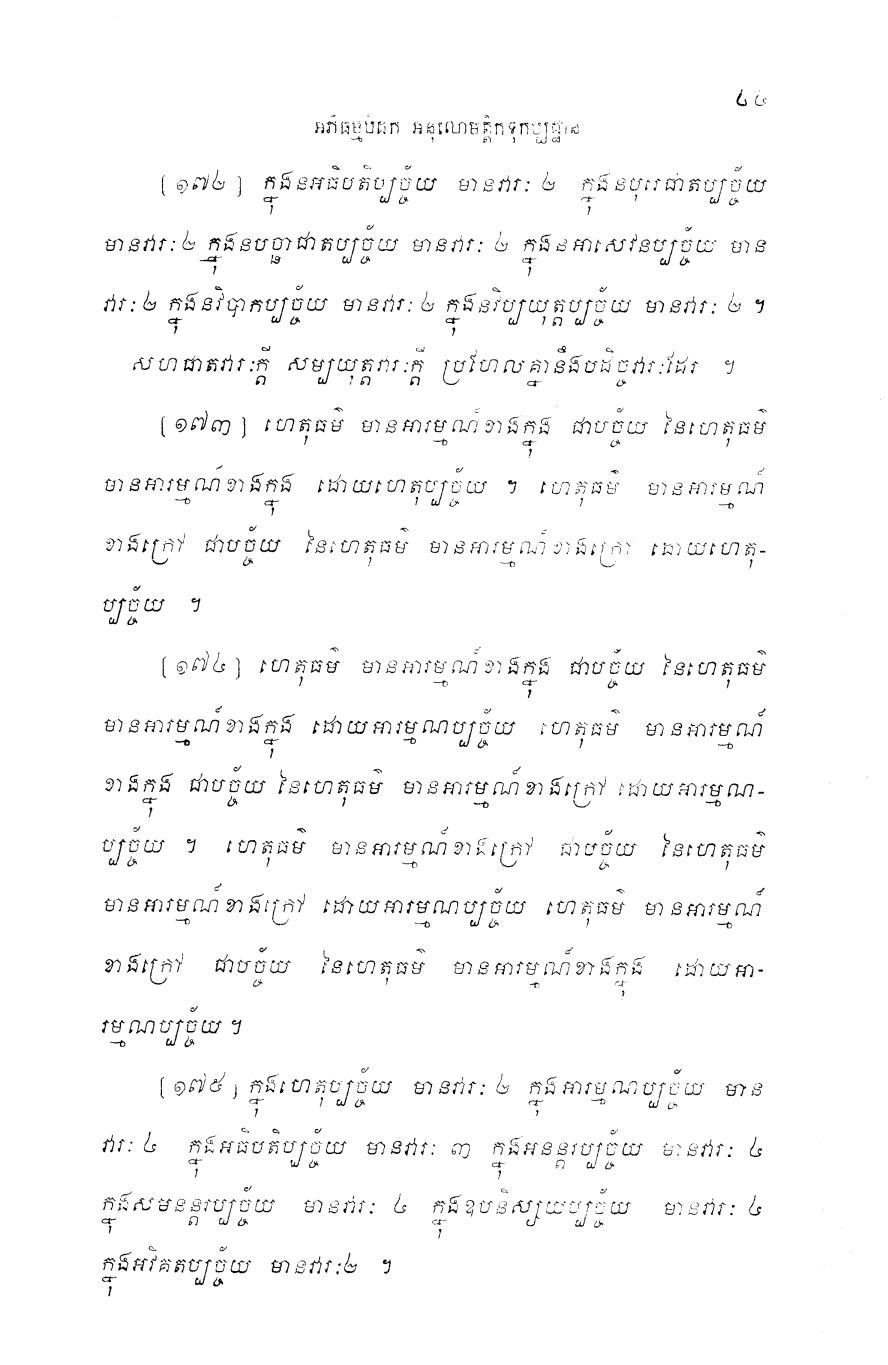 ៤៤
អភិធម្មបិដក អនុលោមត្តិកទុកប្បដ្ឋាន
[១៧២] ក្នុងនអធិបតិប្បច្ច័យ មានវារៈ ២ ក្នុងនបុរេជាតប្បច្ច័យ
មានវារៈ ២ ក្នុងនបច្ឆាជាតប្បច្ច័យ មានវារៈ ២ ក្នុងនអាសេវនប្បច្ច័យ មាន
វារៈ ២ ក្នុងនវិបាកប្បច្ច័យ មានវារៈ ២ ក្នុងនវិប្បយុត្តប្បច្ច័យ មានវារៈ ២ ។
សហជាតវារៈក្តី សម្បយុត្តវារៈក្តី ប្រហែលគ្នានឹងបដិច្ចវារៈដែរ ។
[១៧៣] ហេតុធម៌ មានអារម្មណ៍ខាងក្នុង ជាបច្ច័យ នៃហេតុធម៌
មានអារម្មណ៍ខាងក្នុង ដោយហេតុប្បច្ច័យ ។ ហេតុធម៌ មានអារម្មណ៍
ខាងក្រៅ ជាបច្ច័យ នៃហេតុធម៌ មានអារម្មណ៍ខាងក្រៅ ដោយហេតុ-
ប្បច្ច័យ ។
[១៧៤] ហេតុធម៌ មានអារម្មណ៍ខាងក្នុង ជាបច្ច័យ នៃហេតុធម៌
មានអារម្មណ៍ខាងក្នុង ដោយអារម្មណប្បច្ច័យ ហេតុធម៌ មានអារម្មណ៍
ខាងក្នុង ជាបច្ច័យ នៃហេតុធម៌ មានអារម្មណ៍ខាងក្រៅ ដោយអារម្មណ-
ប្បច្ច័យ ។ ហេតុធម៌ មានអារម្មណ៍ខាងក្រៅ ជាបច្ច័យ នៃហេតុធម៌
មានអារម្មណ៍ខាងក្រៅ ដោយអារម្មណប្បច្ច័យ ហេតុធម៌ មានអារម្មណ៍
ខាងក្រៅ ជាបច្ច័យ នៃហេតុធម៌ មានអារម្មណ៍ខាងក្នុង ដោយអា-
រម្មណប្បច្ច័យ ។
[១៧៥] ក្នុងហេតុប្បច្ច័យ មានវារៈ ២ ក្នុងអារម្មណប្បច្ច័យ មាន
វារៈ ៤ ក្នុងអធិបតិប្បច្ច័យ មានវារៈ ៣ ក្នុងអនន្តរប្បច្ច័យ មានវារៈ ៤
ក្នុងសមនន្តរប្បច្ច័យ មានវារៈ ៤ ក្នុងឧបនិស្សយប្បច្ច័យ មានវារៈ ៤
ក្នុងអវិគតប្បច្ច័យ មានវារៈ ២ ។